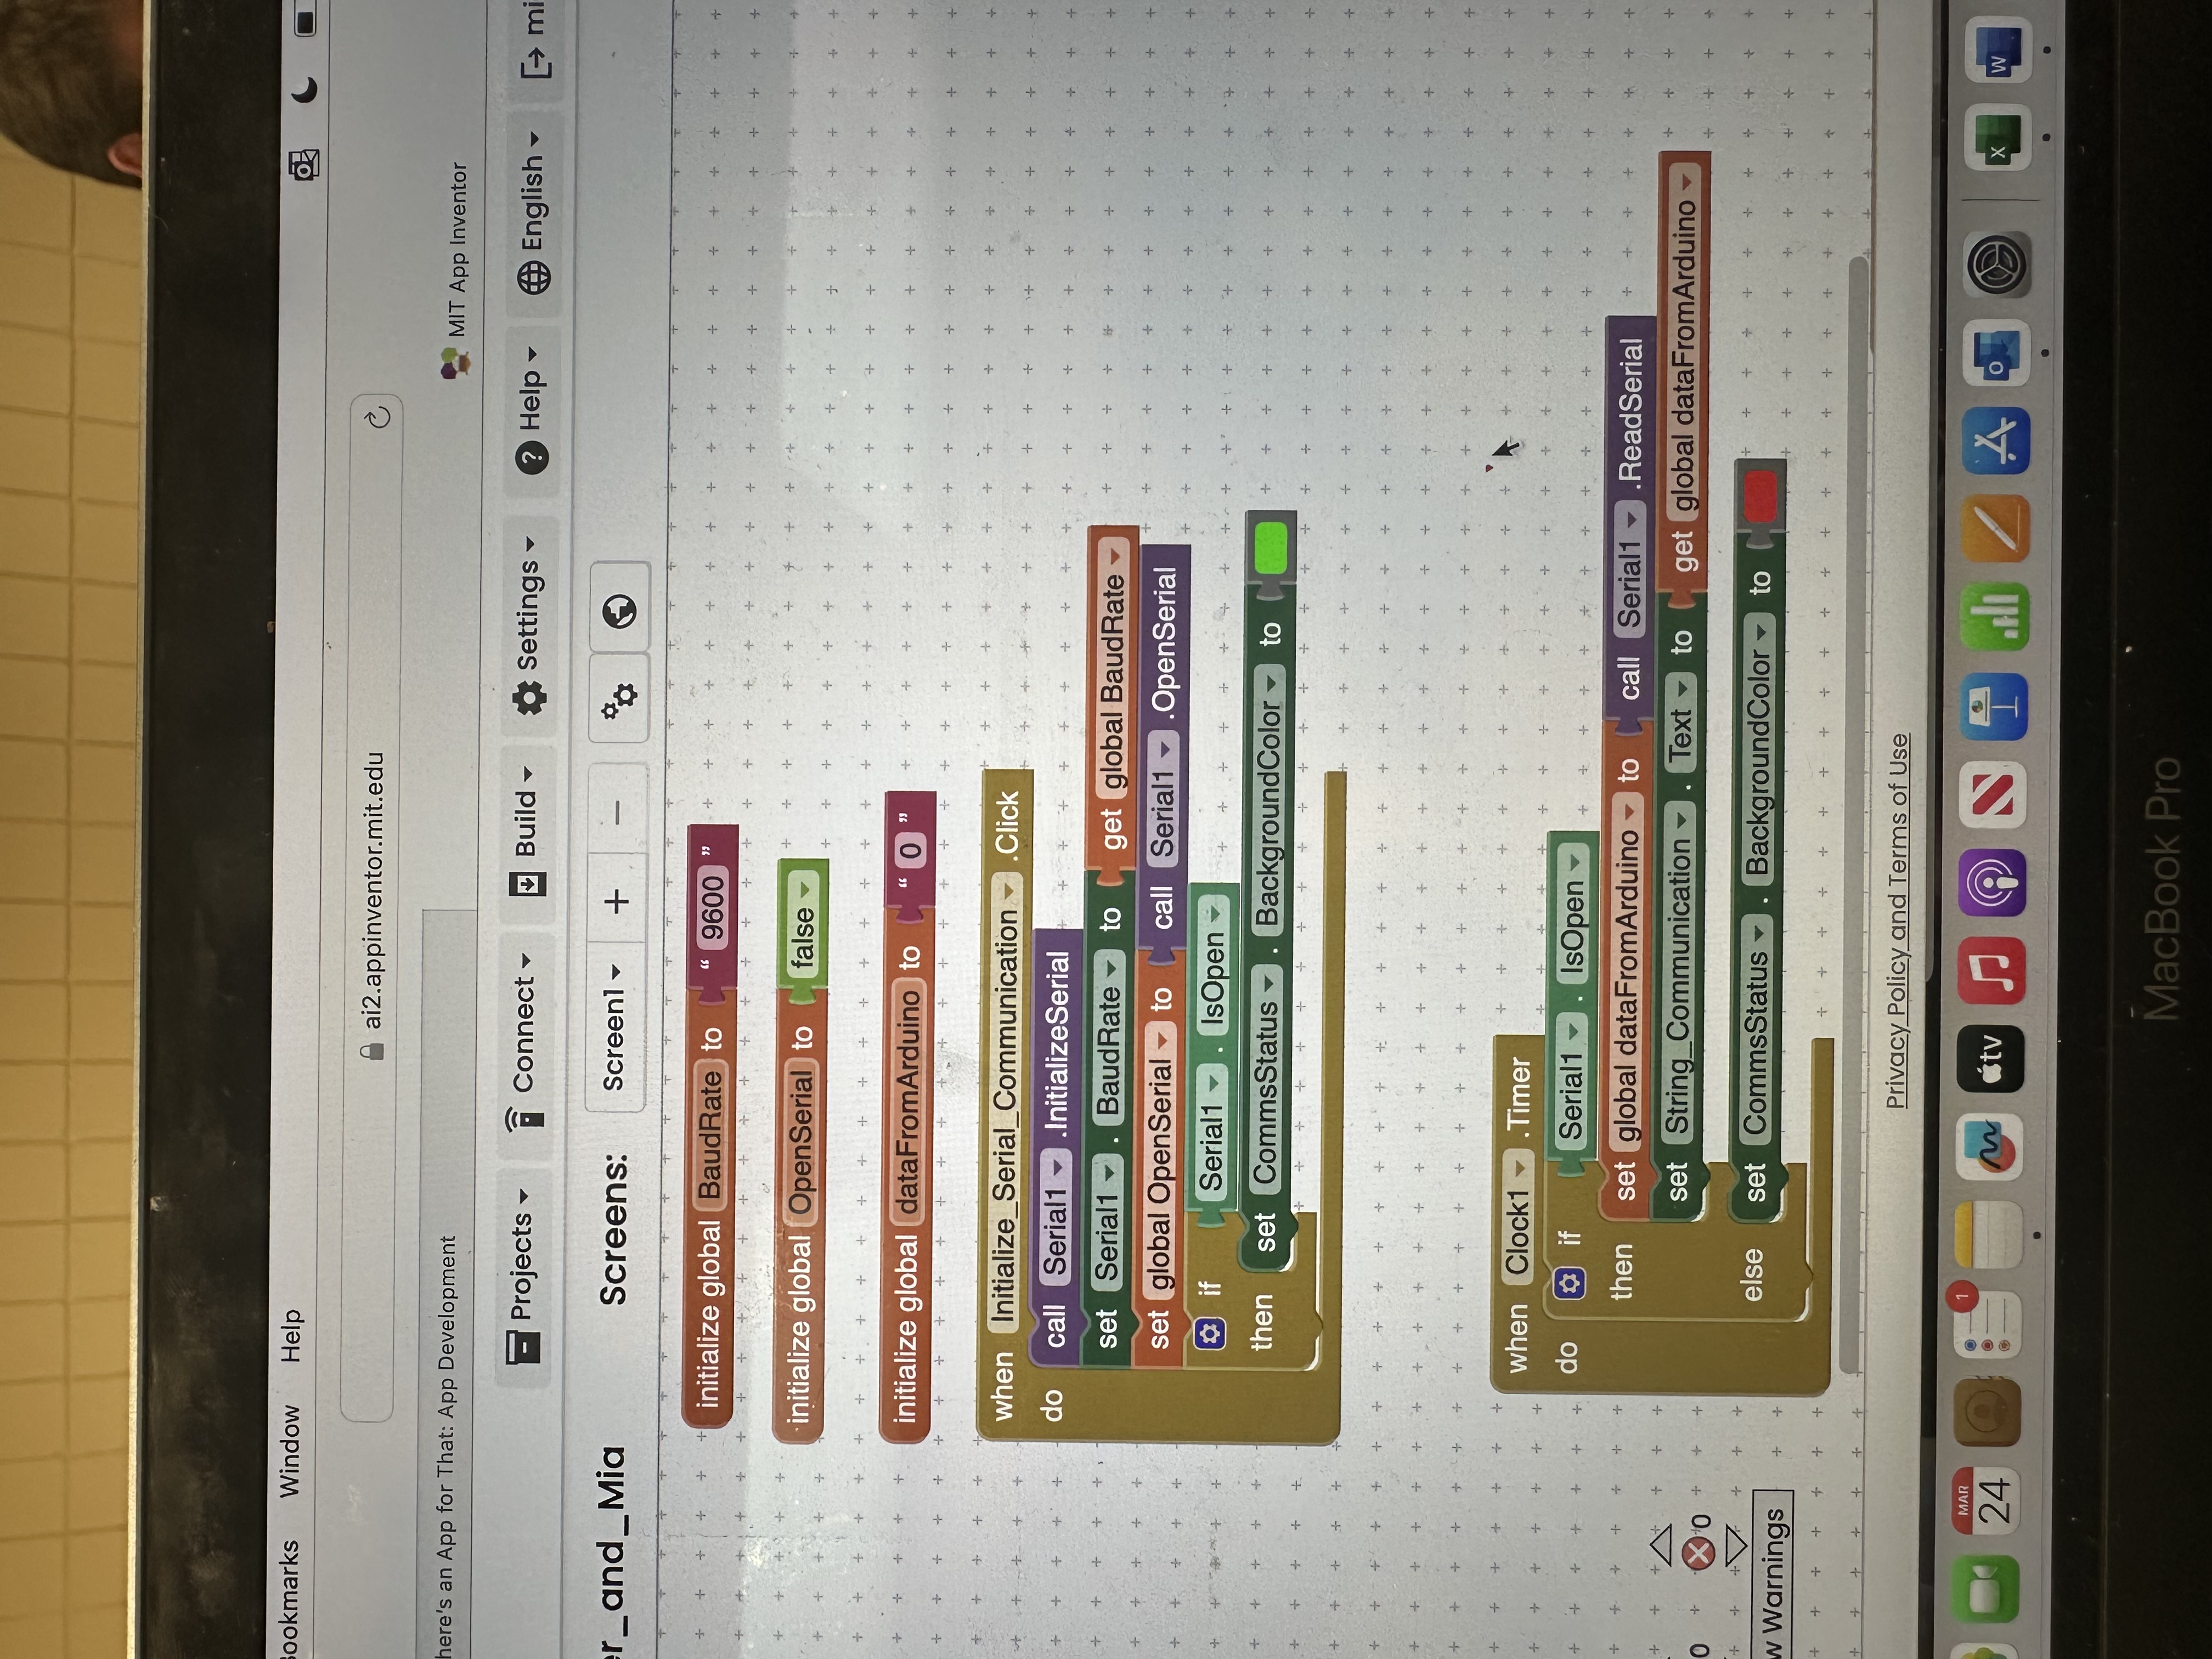 ookmarks Window Help
ai2.appinventor.mit.edu
here's an App for That: App Development
MIT App Inventor
Projects Connect Build Settings Help English mi
er_and_Mia Screens: Screen1 + −
initialize global BaudRate to “ 9600 ”
initialize global OpenSerial to false
initialize global dataFromArduino to “ 0 ”
when Initialize_Serial_Communication .Click
do call Serial1 .InitializeSerial
set Serial1 . BaudRate to get global BaudRate
set global OpenSerial to call Serial1 .OpenSerial
if Serial1 . IsOpen
then set CommsStatus . BackgroundColor to
when Clock1 .Timer
do if Serial1 . IsOpen
then set global dataFromArduino to call Serial1 .ReadSerial
set String_Communication . Text to get global dataFromArduino
else set CommsStatus . BackgroundColor to
0 0
w Warnings
Privacy Policy and Terms of Use
MAR
24
1
tv
O
X
W
MacBook Pro